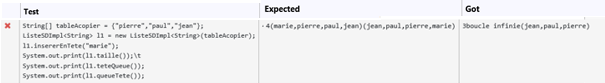 Test Expected Got
String[] tableAcopier = {"pierre","paul","jean"}; -4(marie,pierre,paul,jean)(jean,paul,pierre,marie) 3boucle infinie(jean,paul,pierre)
ListeSDImpl<String> l1 = new ListeSDImpl<String>(tableAcopier);
l1.insererEnTete("marie");
System.out.print(l1.taille());\t
System.out.print(l1.teteQueue());
System.out.print(l1.queueTete());